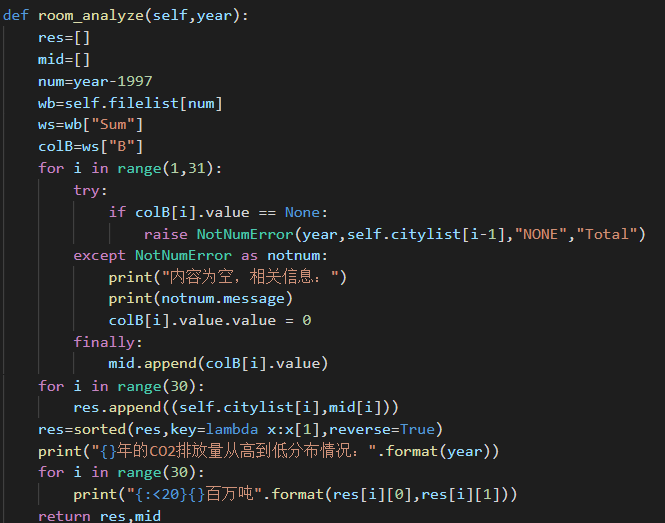 def room_analyze(self,year):
    res=[]
    mid=[]
    num=year-1997
    wb=self.filelist[num]
    ws=wb["Sum"]
    colB=ws["B"]
    for i in range(1,31):
        try:
            if colB[i].value == None:
                raise NotNumError(year,self.citylist[i-1],"NONE","Total")
        except NotNumError as notnum:
            print("内容为空，相关信息：")
            print(notnum.message)
            colB[i].value.value = 0
        finally:
            mid.append(colB[i].value)
    for i in range(30):
        res.append((self.citylist[i],mid[i]))
    res=sorted(res,key=lambda x:x[1],reverse=True)
    print("{}年的CO2排放量从高到低分布情况：".format(year))
    for i in range(30):
        print("{:<20}{}百万吨".format(res[i][0],res[i][1]))
    return res,mid